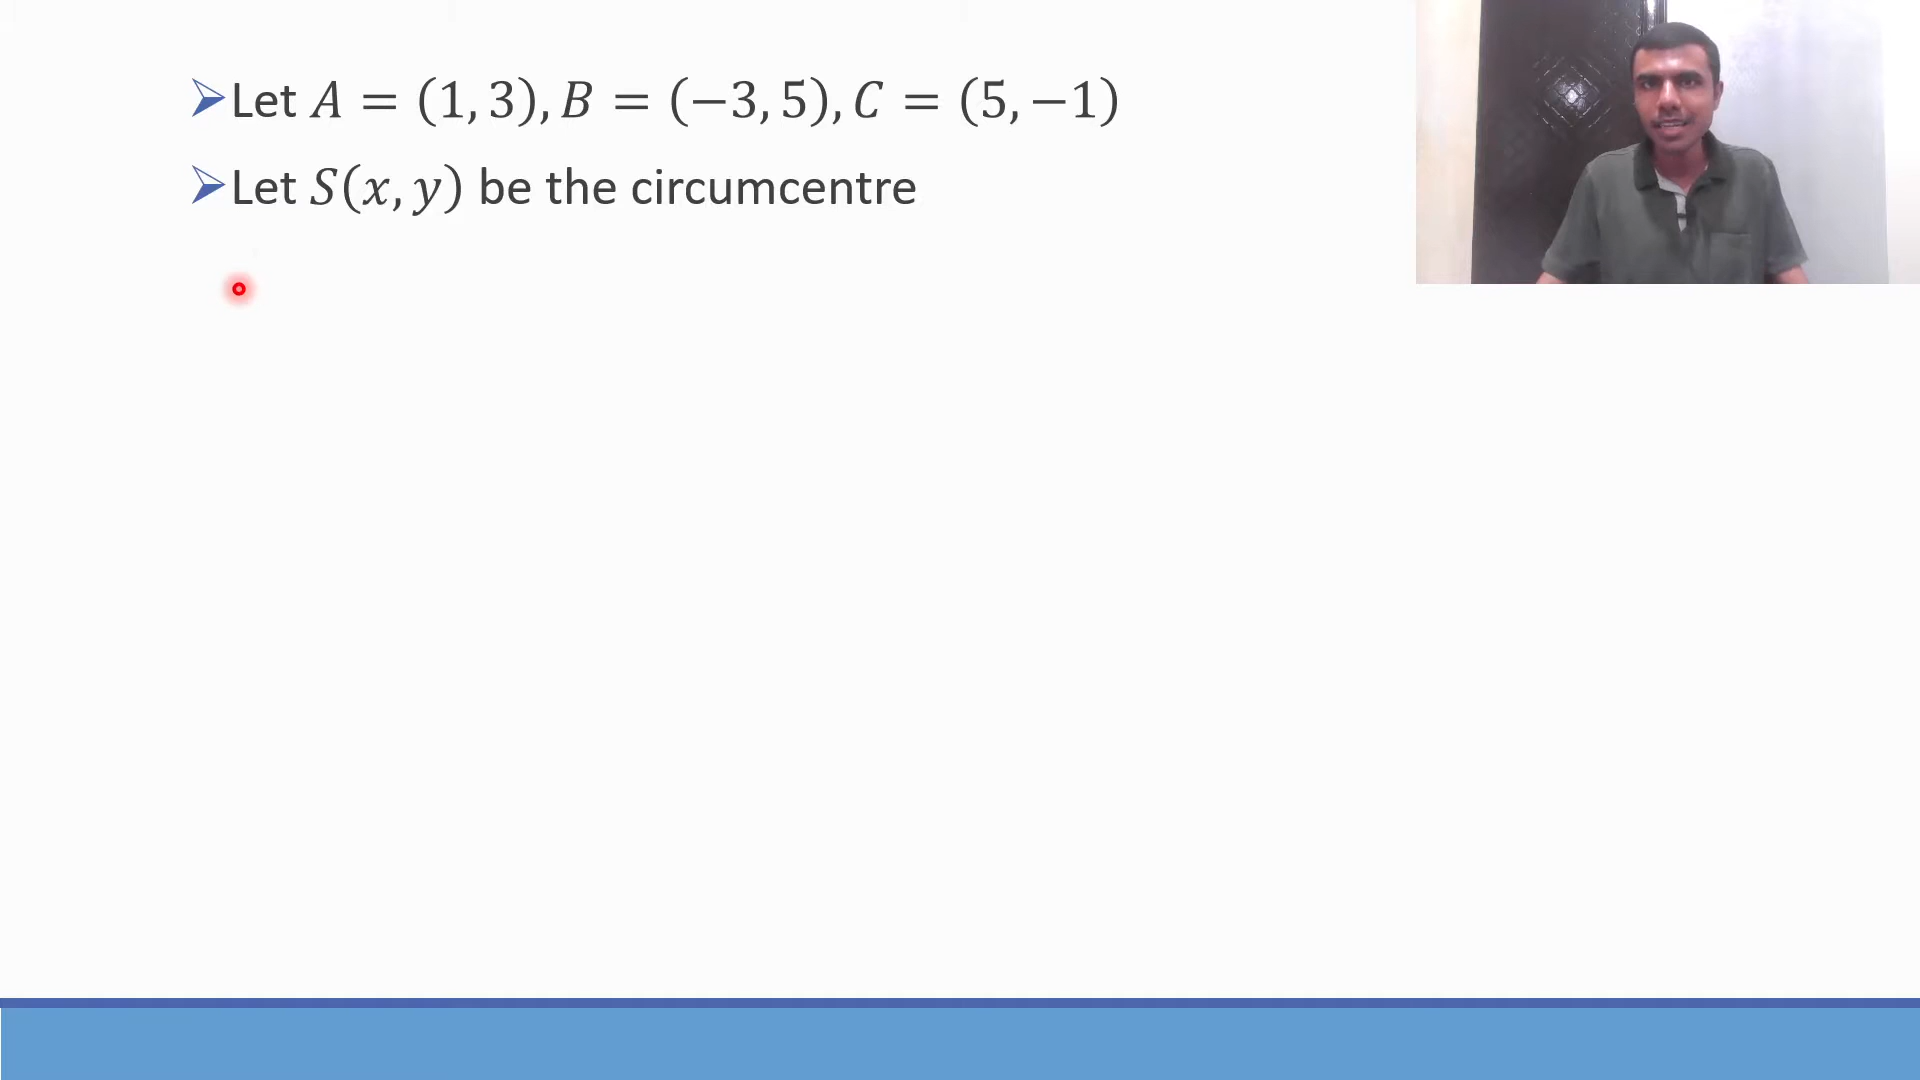 Let A = (1, 3), B = (−3, 5), C = (5, −1)
Let S(x, y) be the circumcentre